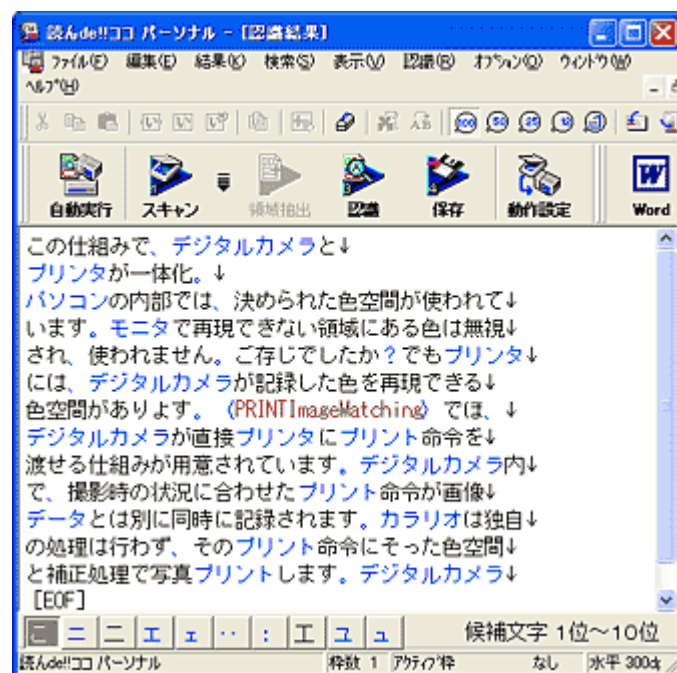 読んde!!ココ パーソナル - [認識結果]
ファイル(F) 編集(E) 結果(K) 検索(S) 表示(V) 認識(R) オプション(O) ウィンドウ(W)
ヘルプ(H)
100 50 25
自動実行 スキャン 領域抽出 認識 保存 動作設定 Word
この仕組みで、デジタルカメラと↓
プリンタが一体化。↓
パソコンの内部では、決められた色空間が使われて↓
います。モニタで再現できない領域にある色は無視↓
され、使われません。ご存じでしたか?でもプリンタ↓
には、デジタルカメラが記録した色を再現できる↓
色空間がありよす。〈PRINTImageMatching〉でほ、↓
デジタルカメラが直接プリンタにプリント命令を↓
渡せる仕組みが用意されています。デジタルカメラ内↓
で、撮影時の状況に合わせたプリント命令が画像↓
データとは別に同時に記録されます。カラリオは独自↓
の処理は行わず、そのプリント命令にそった色空間↓
と補正処理で写真プリントします。デジタルカメラ↓
[EOF]
こ ニ 二 エ ェ ‥ : 工 ユ ュ 候補文字 1位~10位
読んde!!ココ パーソナル 枠数 1 アクティブ枠 なし 水平 300